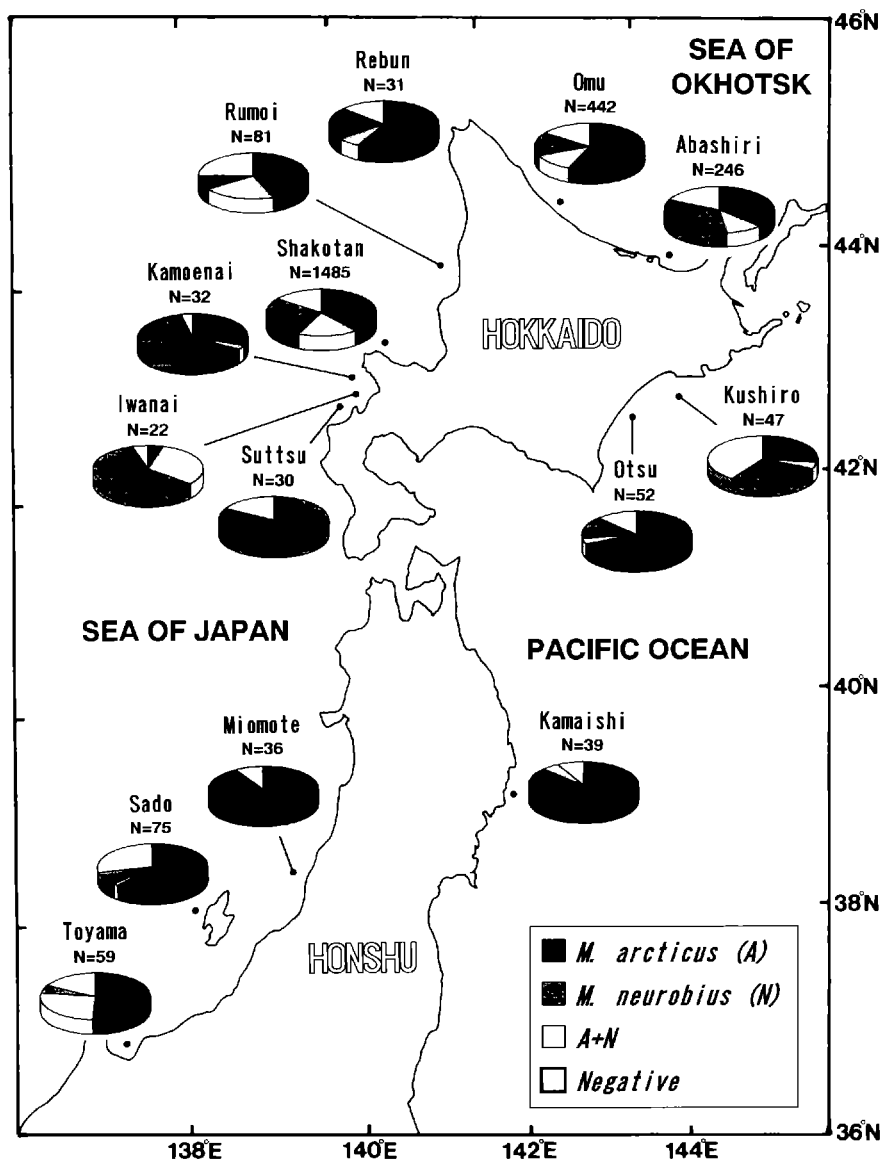 46°N
SEA OF
OKHOTSK
Rebun
N=31
Omu
N=442
Rumoi
N=81
Abashiri
N=246
44°N
Shakotan
N=1485
Kamoenai
N=32
HOKKAIDO
Kushiro
N=47
Iwanai
N=22
Suttsu
N=30
Otsu
N=52
42°N
SEA OF JAPAN
PACIFIC OCEAN
40°N
Miomote
N=36
Kamaishi
N=39
Sado
N=75
38°N
Toyama
N=59
HONSHU
M. arcticus (A)
M. neurobius (N)
A+N
Negative
36°N
138°E 140°E 142°E 144°E